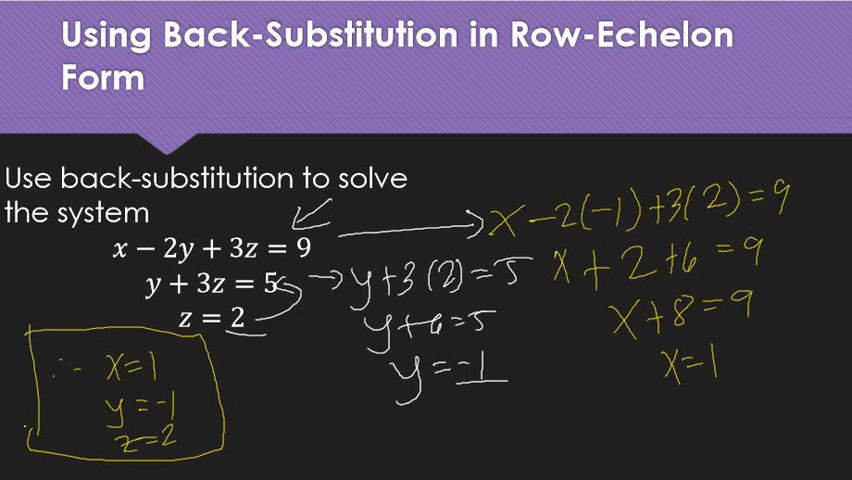 Using Back-Substitution in Row-Echelon
Form
Use back-substitution to solve
the system
x − 2y + 3z = 9
y + 3z = 5
z = 2
y+3(2)=5
y+6=5
y=-1
x-2(-1)+3(2)=9
x+2+6=9
x+8=9
x=1
∴ x=1
y=-1
z=2